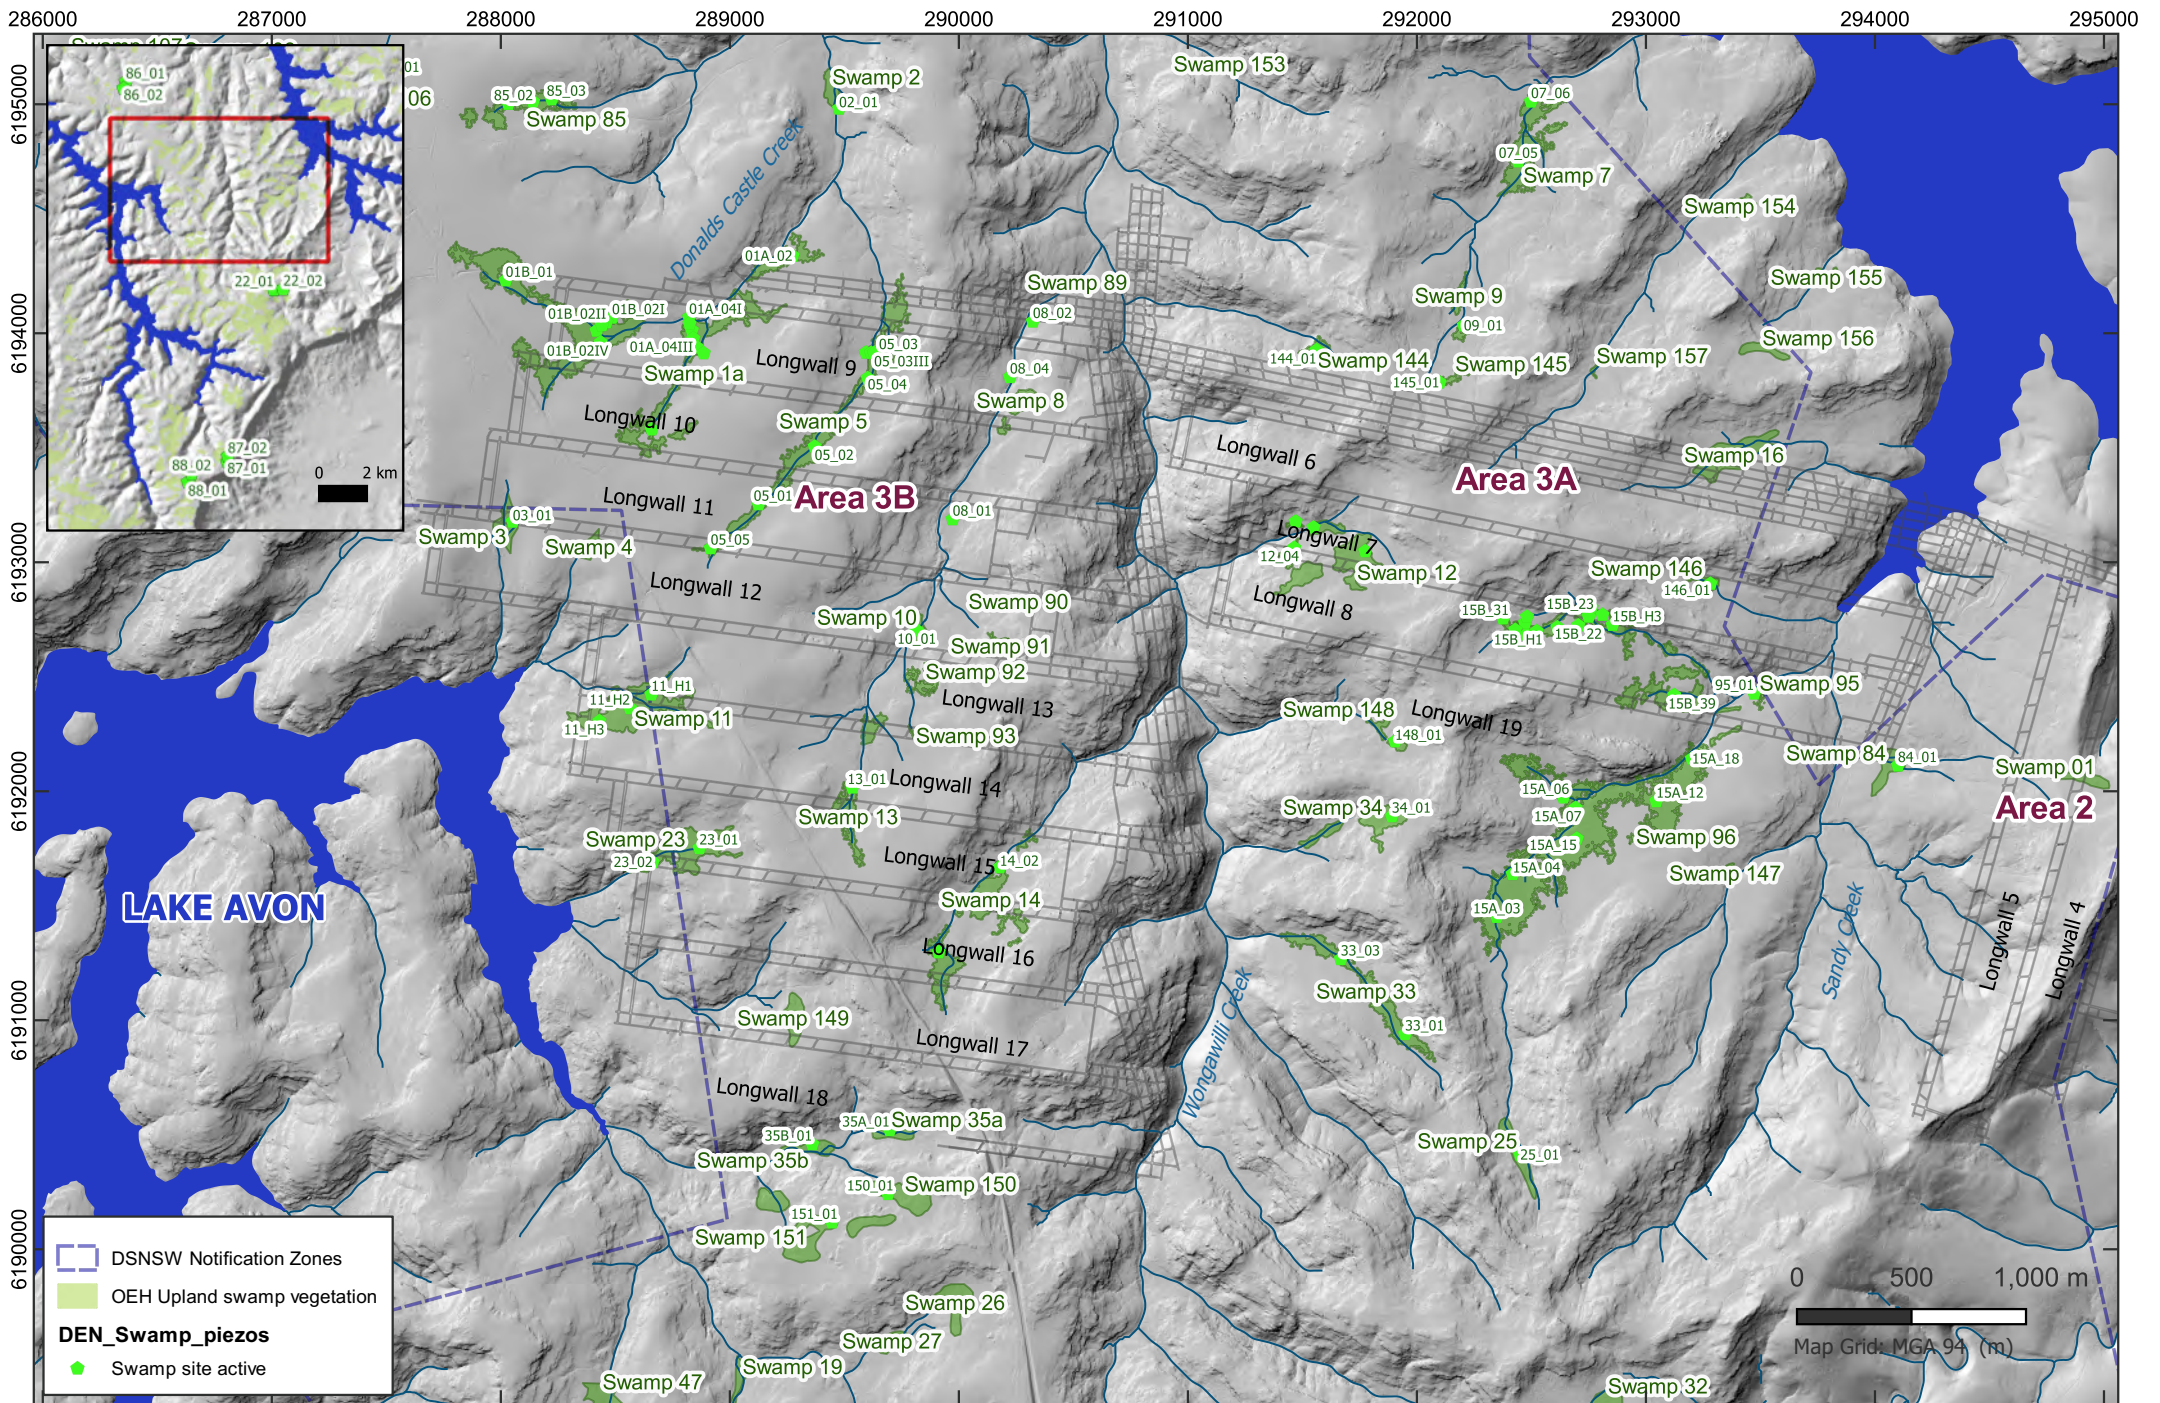 286000 287000 288000 289000 290000 291000 292000 293000 294000 295000
6195000
6194000
6193000
6192000
6191000
6190000
86_01
86_02
22_01 22_02
87_02
88_02 87_01
88_01
0 2 km
01
06
85_02 85_03
Swamp 85
Swamp 2
02_01
Swamp 153
07_06
07_05
Swamp 7
Swamp 154
Swamp 155
Swamp 156
Swamp 157
Donalds Castle Creek
01A_02
01B_01
01B_02II 01B_02I 01A_04I
01B_02IV 01A_04III
Swamp 1a
Longwall 9
05_03
05_03III
05_04
Swamp 89
08_02
08_04
Swamp 8
Swamp 9
09_01
144_01 Swamp 144
Swamp 145
145_01
Longwall 10
Swamp 5
05_02
Longwall 6
Area 3A
Swamp 16
Longwall 11
05_01 Area 3B
08_01
Swamp 3 03_01
Swamp 4
05_05
Longwall 12
Longwall 7
12_04
Swamp 12
Longwall 8
Swamp 146
146_01
Swamp 10
10_01
Swamp 90
Swamp 91
Swamp 92
Longwall 13
Swamp 93
15B_31 15B_23 15B_H3
15B_H1 15B_22
95_01 Swamp 95
15B_39
11_H1
11_H2
Swamp 11
11_H3
Swamp 148
148_01
Longwall 19
15A_18
Swamp 84 84_01
Swamp 01
Area 2
13_01 Longwall 14
Swamp 13
Swamp 34 34_01
15A_06 15A_12
15A_07
Swamp 96
15A_15
15A_04
Swamp 147
15A_03
Swamp 23 23_01
23_02
Longwall 15 14_02
Swamp 14
LAKE AVON
Longwall 16
33_03
Swamp 33
33_01
Wongawilli Creek
Sandy Creek
Longwall 5
Longwall 4
Swamp 149
Longwall 17
Longwall 18
35A_01 Swamp 35a
35B_01
Swamp 35b
150_01 Swamp 150
151_01
Swamp 151
Swamp 25
25_01
Swamp 26
Swamp 27
Swamp 19
Swamp 47
Swamp 32
DSNSW Notification Zones
OEH Upland swamp vegetation
DEN_Swamp_piezos
Swamp site active
0 500 1,000 m
Map Grid: MGA 94 (m)